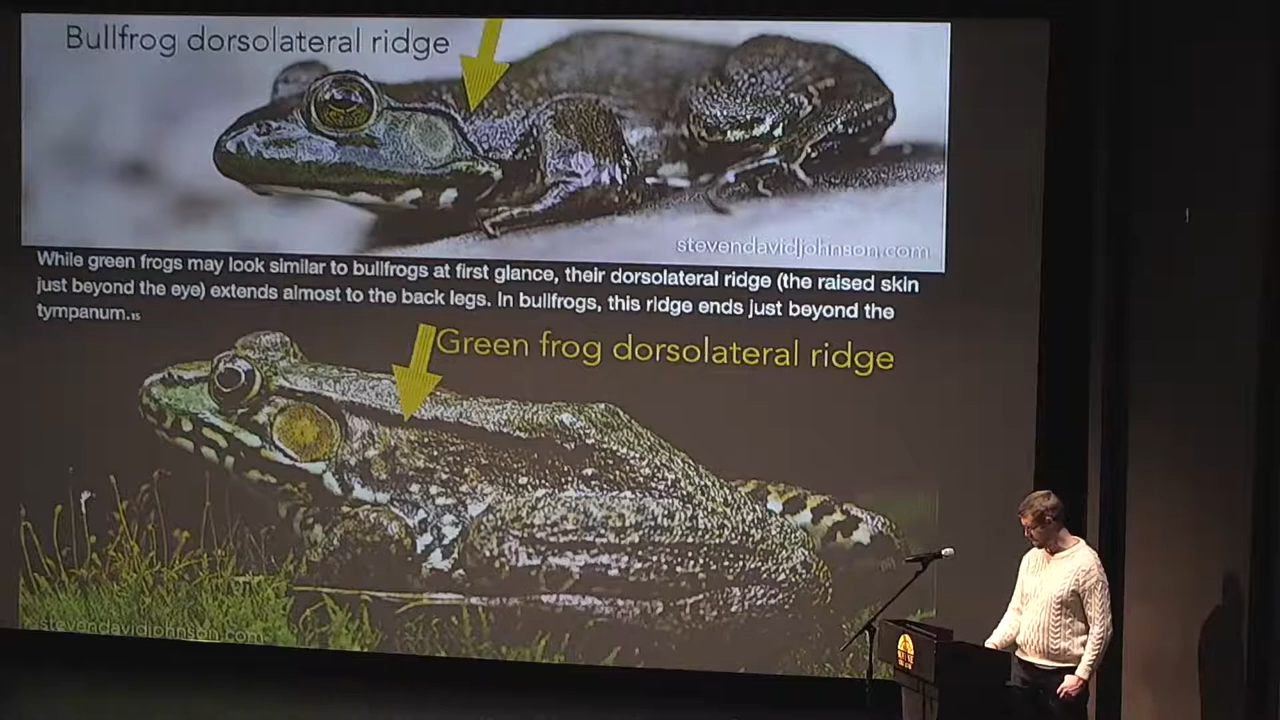 Bullfrog dorsolateral ridge
stevendavidjohnson.com
While green frogs may look similar to bullfrogs at first glance, their dorsolateral ridge (the raised skin
just beyond the eye) extends almost to the back legs. In bullfrogs, this ridge ends just beyond the
tympanum.15
Green frog dorsolateral ridge
stevendavidjohnson.com